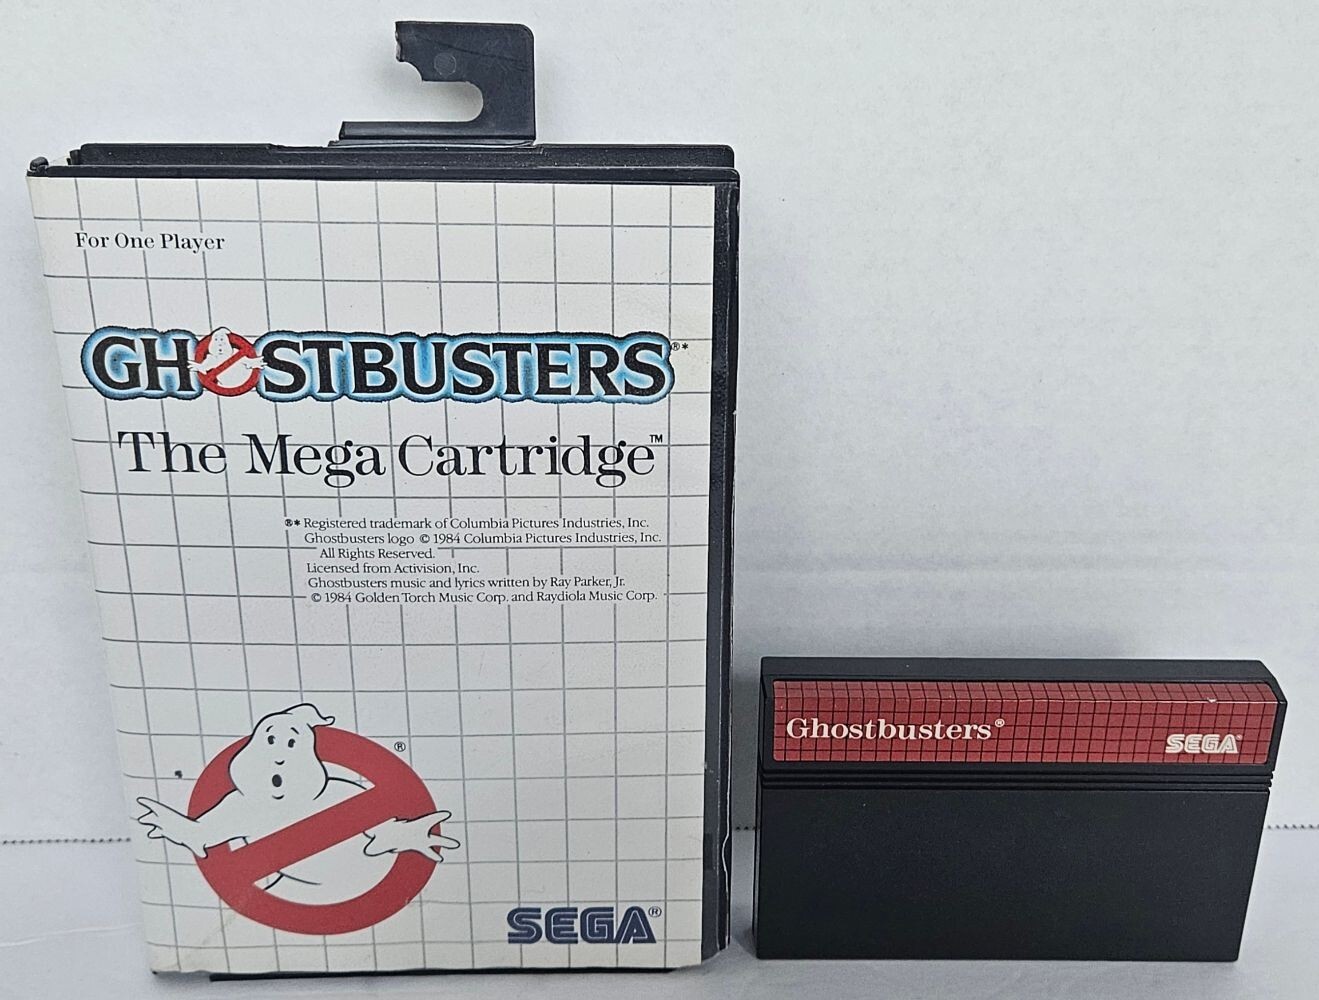 For One Player
GHOSTBUSTERS®*
The Mega Cartridge™
®* Registered trademark of Columbia Pictures Industries, Inc.
Ghostbusters logo © 1984 Columbia Pictures Industries, Inc.
All Rights Reserved.
Licensed from Activision, Inc.
Ghostbusters music and lyrics written by Ray Parker, Jr.
© 1984 Golden Torch Music Corp. and Raydiola Music Corp.
®
SEGA®
Ghostbusters®
SEGA®